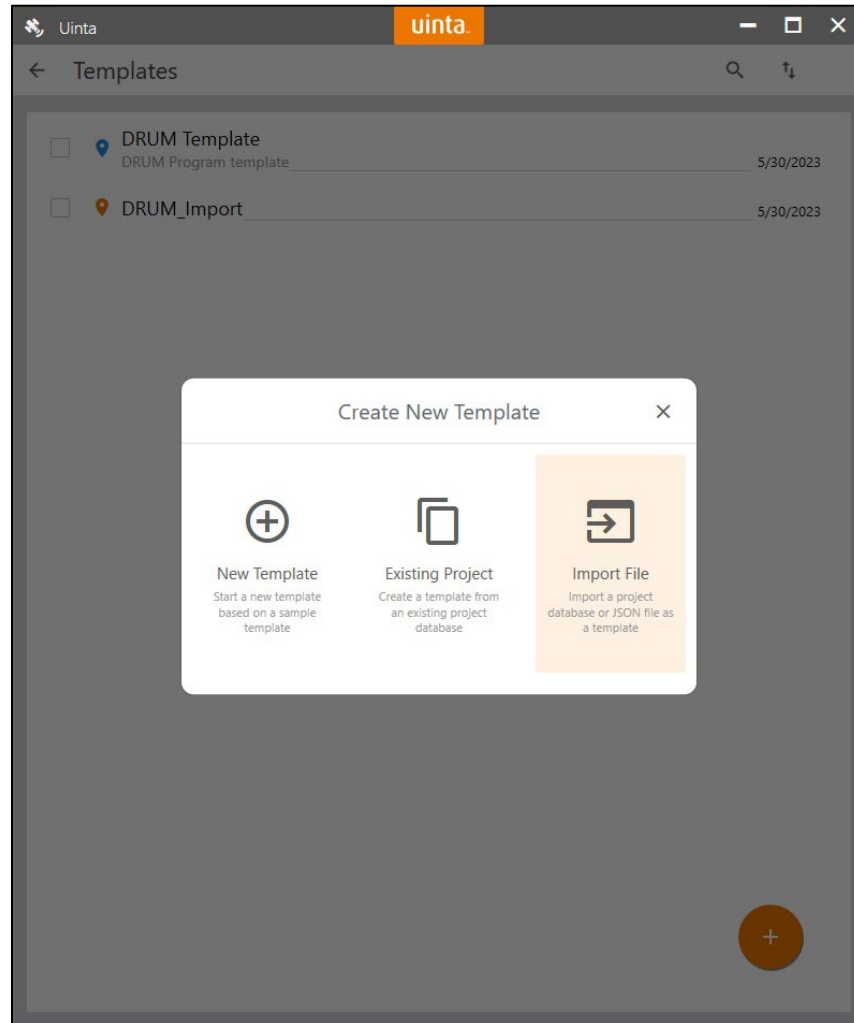 Uinta
uinta
Templates
DRUM Template
DRUM Program template
5/30/2023
DRUM_Import
5/30/2023
Create New Template
New Template
Start a new template
based on a sample
template
Existing Project
Create a template from
an existing project
database
Import File
Import a project
database or JSON file as
a template